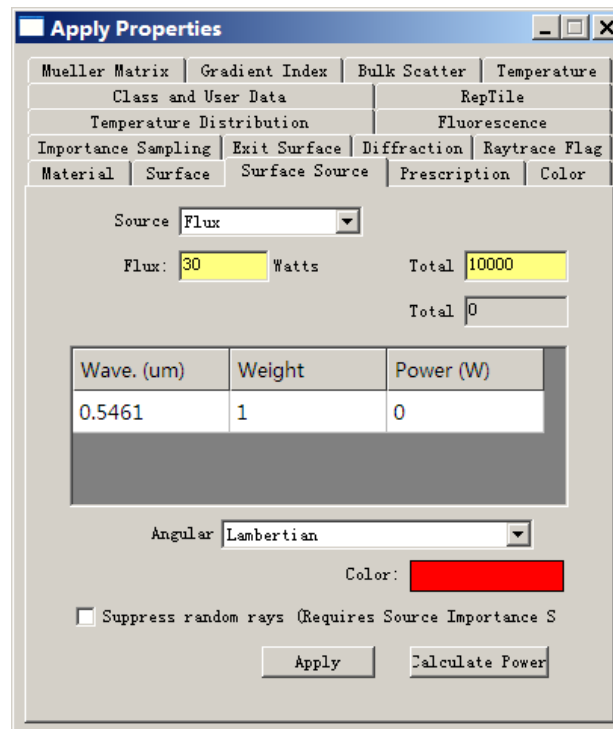 Apply Properties
Mueller Matrix Gradient Index Bulk Scatter Temperature
Class and User Data RepTile
Temperature Distribution Fluorescence
Importance Sampling Exit Surface Diffraction Raytrace Flag
Material Surface Surface Source Prescription Color
Source Flux
Flux: 30 Watts Total 10000
Total 0
Wave. (um) Weight Power (W)
0.5461 1 0
Angular Lambertian
Color:
Suppress random rays (Requires Source Importance S
Apply Calculate Power